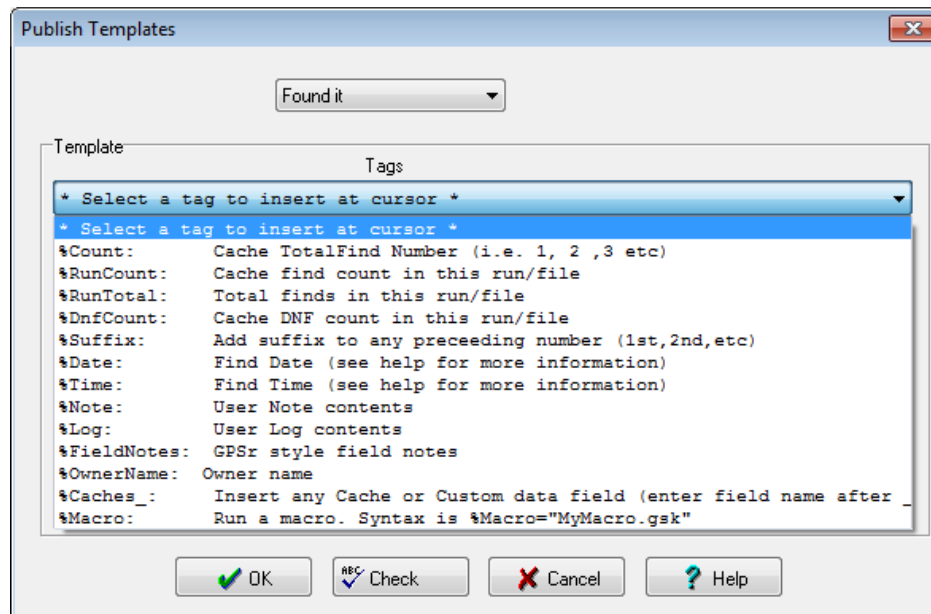 Publish Templates
Found it
Template
Tags
* Select a tag to insert at cursor *
* Select a tag to insert at cursor *
%Count: Cache TotalFind Number (i.e. 1, 2 ,3 etc)
%RunCount: Cache find count in this run/file
%RunTotal: Total finds in this run/file
%DnfCount: Cache DNF count in this run/file
%Suffix: Add suffix to any preceeding number (1st,2nd,etc)
%Date: Find Date (see help for more information)
%Time: Find Time (see help for more information)
%Note: User Note contents
%Log: User Log contents
%FieldNotes: GPSr style field notes
%OwnerName: Owner name
%Caches_: Insert any Cache or Custom data field (enter field name after _
%Macro: Run a macro. Syntax is %Macro="MyMacro.gsk"
OK ABC Check Cancel ? Help